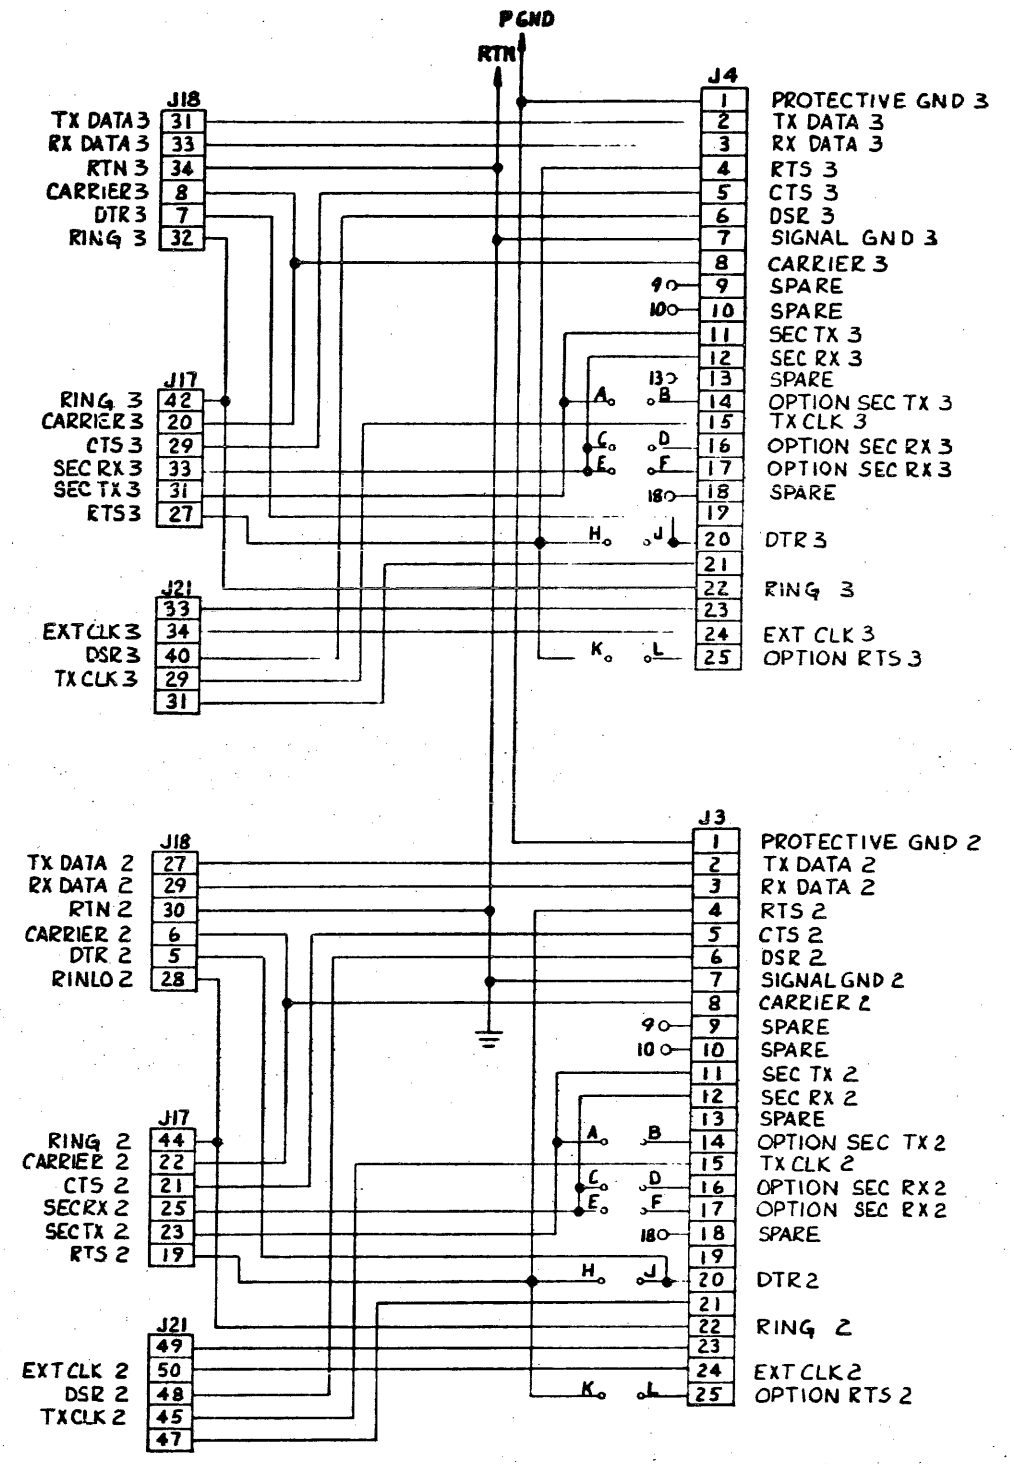 PGND
RTN
J18
TX DATA 3 31
RX DATA 3 33
RTN 3 34
CARRIER 3 8
DTR 3 7
RING 3 32
J17
RING 3 42
CARRIER 3 20
CTS 3 29
SEC RX 3 33
SEC TX 3 31
RTS 3 27
J21
33
EXT CLK 3 34
DSR 3 40
TX CLK 3 29
31
J4
1 PROTECTIVE GND 3
2 TX DATA 3
3 RX DATA 3
4 RTS 3
5 CTS 3
6 DSR 3
7 SIGNAL GND 3
8 CARRIER 3
9 9 SPARE
10 10 SPARE
11 SEC TX 3
12 SEC RX 3
13 13 SPARE
A B 14 OPTION SEC TX 3
15 TX CLK 3
C D 16 OPTION SEC RX 3
E F 17 OPTION SEC RX 3
18 18 SPARE
19
H J 20 DTR 3
21
22 RING 3
23
24 EXT CLK 3
K L 25 OPTION RTS 3
J18
TX DATA 2 27
RX DATA 2 29
RTN 2 30
CARRIER 2 6
DTR 2 5
RINLO 2 28
J17
RING 2 44
CARRIER 2 22
CTS 2 21
SEC RX 2 25
SEC TX 2 23
RTS 2 19
J21
49
EXT CLK 2 50
DSR 2 48
TX CLK 2 45
47
J3
1 PROTECTIVE GND 2
2 TX DATA 2
3 RX DATA 2
4 RTS 2
5 CTS 2
6 DSR 2
7 SIGNAL GND 2
8 CARRIER 2
9 9 SPARE
10 10 SPARE
11 SEC TX 2
12 SEC RX 2
13 SPARE
A B 14 OPTION SEC TX 2
15 TX CLK 2
C D 16 OPTION SEC RX 2
E F 17 OPTION SEC RX 2
18 18 SPARE
19
H J 20 DTR 2
21
22 RING 2
23
24 EXT CLK 2
K L 25 OPTION RTS 2